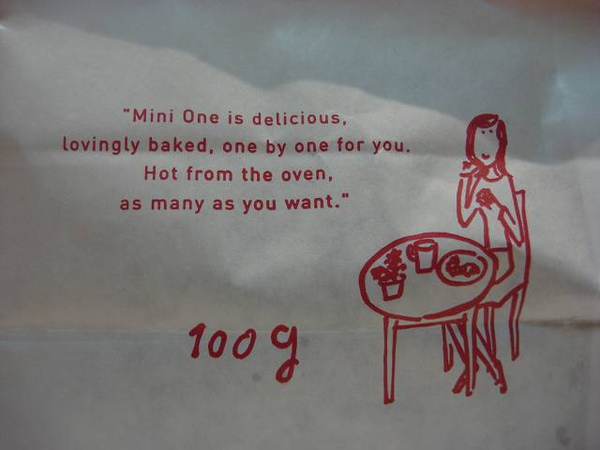 "Mini One is delicious,
lovingly baked, one by one for you.
Hot from the oven,
as many as you want."
100g